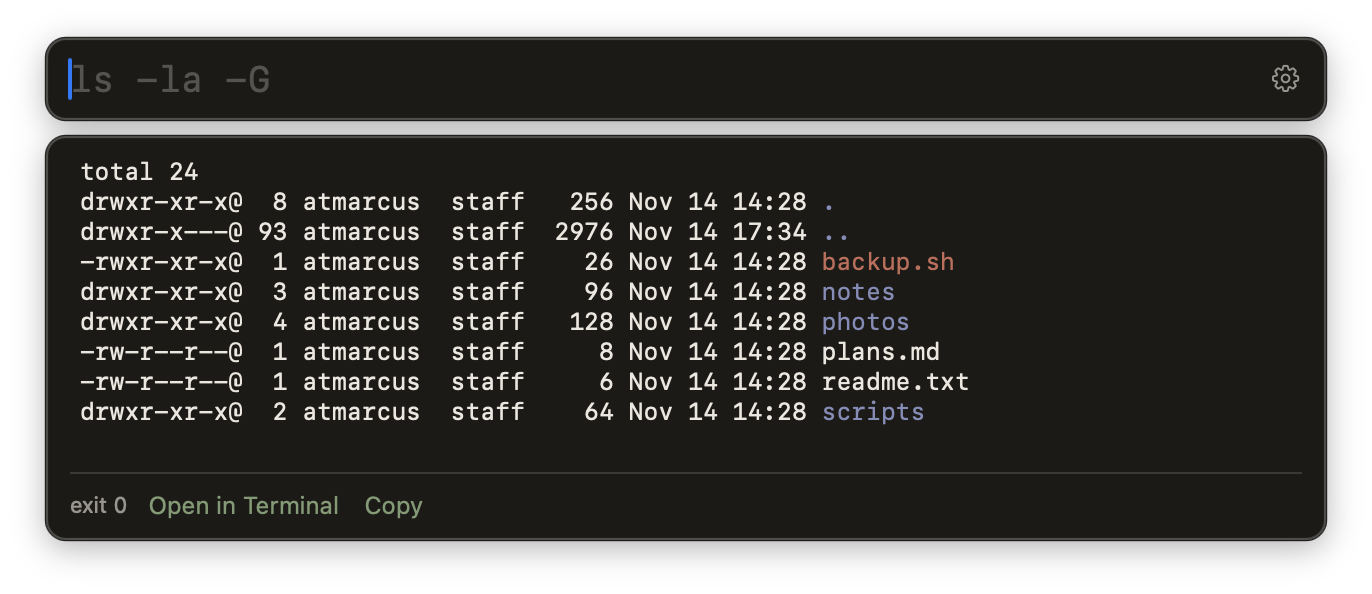 ls -la -G
total 24
drwxr-xr-x@  8 atmarcus  staff   256 Nov 14 14:28 .
drwxr-x---@ 93 atmarcus  staff  2976 Nov 14 17:34 ..
-rwxr-xr-x@  1 atmarcus  staff    26 Nov 14 14:28 backup.sh
drwxr-xr-x@  3 atmarcus  staff    96 Nov 14 14:28 notes
drwxr-xr-x@  4 atmarcus  staff   128 Nov 14 14:28 photos
-rw-r--r--@  1 atmarcus  staff     8 Nov 14 14:28 plans.md
-rw-r--r--@  1 atmarcus  staff     6 Nov 14 14:28 readme.txt
drwxr-xr-x@  2 atmarcus  staff    64 Nov 14 14:28 scripts
exit 0 Open in Terminal Copy